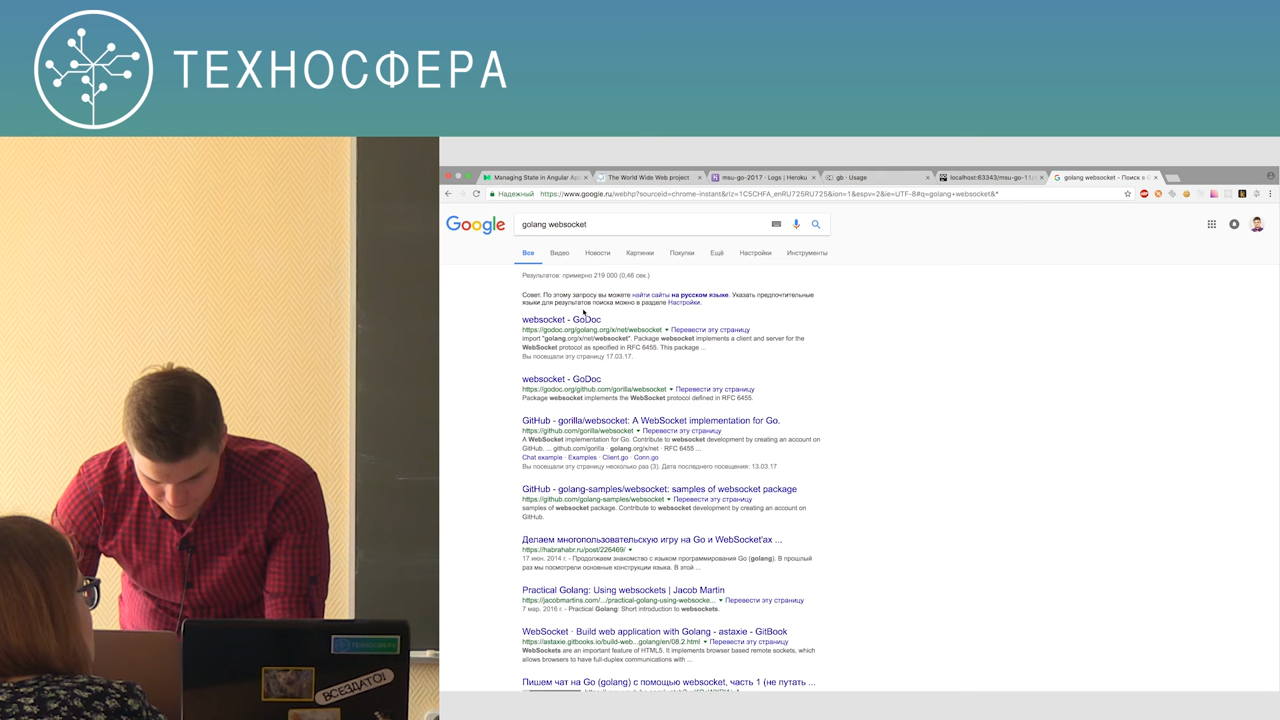 ТЕХНОСФЕРА
Managing State in Angular Ap
The World Wide Web project
msu-go-2017 · Logs | Heroku
gb · Usage
localhost:63343/msu-go-11/
golang websocket - Поиск в G
Надежный https://www.google.ru/webhp?sourceid=chrome-instant&rlz=1C5CHFA_enRU725RU725&ion=1&espv=2&ie=UTF-8#q=golang+websocket&*
Google
golang websocket
Все Видео Новости Картинки Покупки Ещё Настройки Инструменты
Результатов: примерно 219 000 (0,46 сек.)
Совет. По этому запросу вы можете найти сайты на русском языке. Указать предпочтительные
языки для результатов поиска можно в разделе Настройки.
websocket - GoDoc
https://godoc.org/golang.org/x/net/websocket Перевести эту страницу
import "golang.org/x/net/websocket". Package websocket implements a client and server for the
WebSocket protocol as specified in RFC 6455. This package ...
Вы посещали эту страницу 17.03.17.
websocket - GoDoc
https://godoc.org/github.com/gorilla/websocket Перевести эту страницу
Package websocket implements the WebSocket protocol defined in RFC 6455.
GitHub - gorilla/websocket: A WebSocket implementation for Go.
https://github.com/gorilla/websocket Перевести эту страницу
A WebSocket implementation for Go. Contribute to websocket development by creating an account on
GitHub. ... github.com/gorilla · golang.org/x/net · RFC 6455 ...
Chat example · Examples · Client.go · Conn.go
Вы посещали эту страницу несколько раз (3). Дата последнего посещения: 13.03.17
GitHub - golang-samples/websocket: samples of websocket package
https://github.com/golang-samples/websocket Перевести эту страницу
samples of websocket package. Contribute to websocket development by creating an account on
GitHub.
Делаем многопользовательскую игру на Go и WebSocket'ах ...
https://habrahabr.ru/post/226469/
17 июн. 2014 г. - Продолжаем знакомство с языком программирования Go (golang). В прошлый
раз мы посмотрели основные конструкции языка. В этой ...
Practical Golang: Using websockets | Jacob Martin
https://jacobmartins.com/.../practical-golang-using-websocke... Перевести эту страницу
7 мар. 2016 г. - Practical Golang: Short introduction to websockets.
WebSocket · Build web application with Golang - astaxie - GitBook
https://astaxie.gitbooks.io/build-web...golang/en/08.2.html Перевести эту страницу
WebSockets are an important feature of HTML5. It implements browser based remote sockets, which
allows browsers to have full-duplex communications with ...
Пишем чат на Go (golang) с помощью websocket, часть 1 (не путать ...
ТЕХНОСФЕРА
ВСЕЗДАТО!